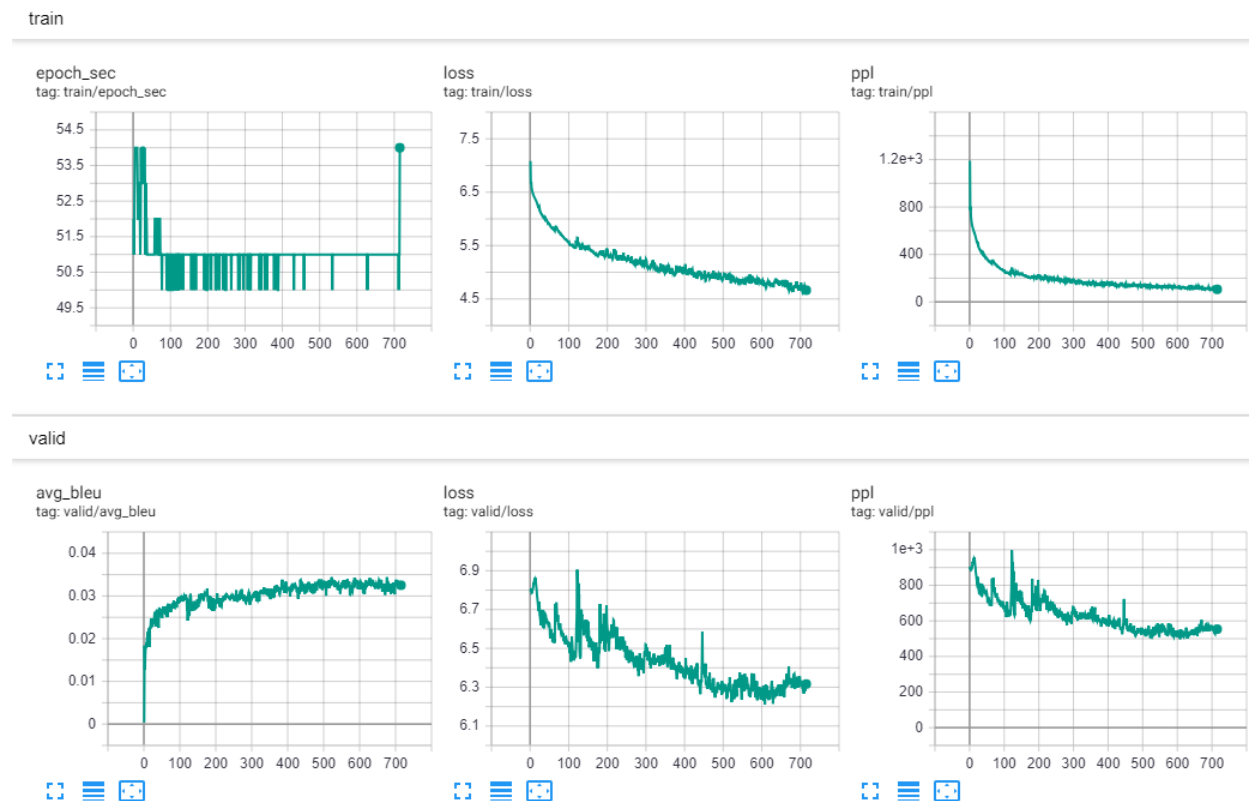 train
epoch_sec
tag: train/epoch_sec
54.5
53.5
52.5
51.5
50.5
49.5
0 100 200 300 400 500 600 700
loss
tag: train/loss
7.5
6.5
5.5
4.5
0 100 200 300 400 500 600 700
ppl
tag: train/ppl
1.2e+3
800
400
0
0 100 200 300 400 500 600 700
valid
avg_bleu
tag: valid/avg_bleu
0.04
0.03
0.02
0.01
0
0 100 200 300 400 500 600 700
loss
tag: valid/loss
6.9
6.7
6.5
6.3
6.1
0 100 200 300 400 500 600 700
ppl
tag: valid/ppl
1e+3
800
600
400
200
0
0 100 200 300 400 500 600 700